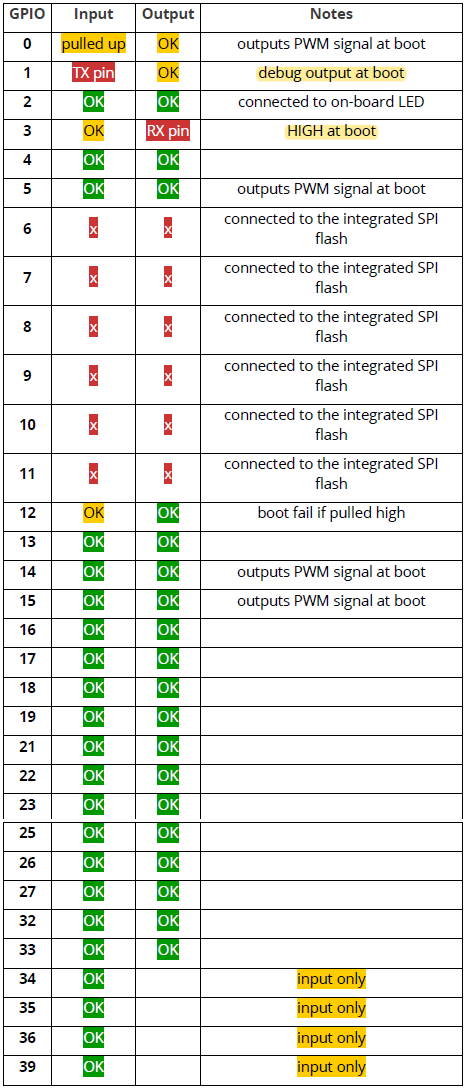 GPIO Input Output Notes
0 pulled up OK outputs PWM signal at boot
1 TX pin OK debug output at boot
2 OK OK connected to on-board LED
3 OK RX pin HIGH at boot
4 OK OK
5 OK OK outputs PWM signal at boot
6 x x connected to the integrated SPI
flash
7 x x connected to the integrated SPI
flash
8 x x connected to the integrated SPI
flash
9 x x connected to the integrated SPI
flash
10 x x connected to the integrated SPI
flash
11 x x connected to the integrated SPI
flash
12 OK OK boot fail if pulled high
13 OK OK
14 OK OK outputs PWM signal at boot
15 OK OK outputs PWM signal at boot
16 OK OK
17 OK OK
18 OK OK
19 OK OK
21 OK OK
22 OK OK
23 OK OK
25 OK OK
26 OK OK
27 OK OK
32 OK OK
33 OK OK
34 OK input only
35 OK input only
36 OK input only
39 OK input only